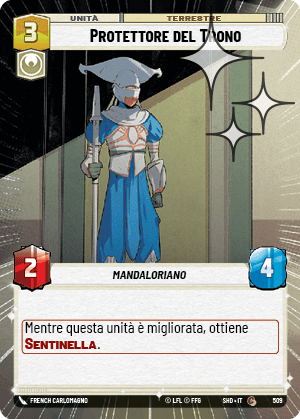 UNITÀ TERRESTRE
3 PROTETTORE DEL TRONO
MANDALORIANO
2 4
Mentre questa unità è migliorata, ottiene
SENTINELLA.
FRENCH CARLOMAGNO © LFL © FFG SHD • IT 509